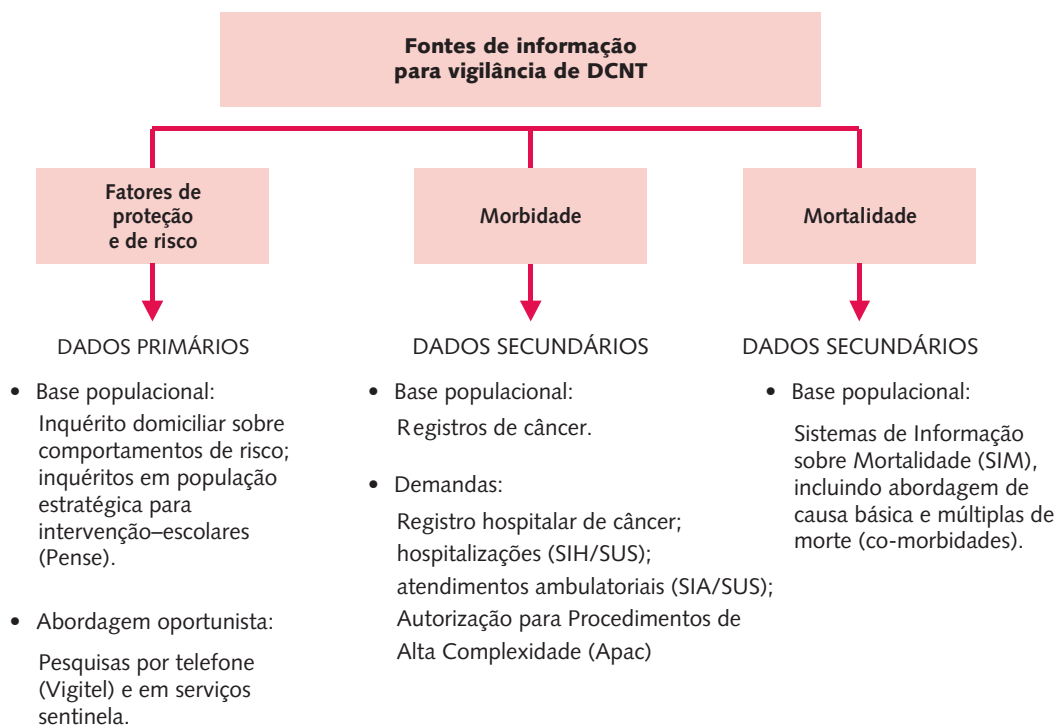 Fontes de informação
para vigilância de DCNT
Fatores de
proteção
e de risco
Morbidade
Mortalidade
DADOS PRIMÁRIOS
• Base populacional:
Inquérito domiciliar sobre
comportamentos de risco;
inquéritos em população
estratégica para
intervenção–escolares
(Pense).
• Abordagem oportunista:
Pesquisas por telefone
(Vigitel) e em serviços
sentinela.
DADOS SECUNDÁRIOS
• Base populacional:
Registros de câncer.
• Demandas:
Registro hospitalar de câncer;
hospitalizações (SIH/SUS);
atendimentos ambulatoriais (SIA/SUS);
Autorização para Procedimentos de
Alta Complexidade (Apac)
DADOS SECUNDÁRIOS
• Base populacional:
Sistemas de Informação
sobre Mortalidade (SIM),
incluindo abordagem de
causa básica e múltiplas de
morte (co-morbidades).